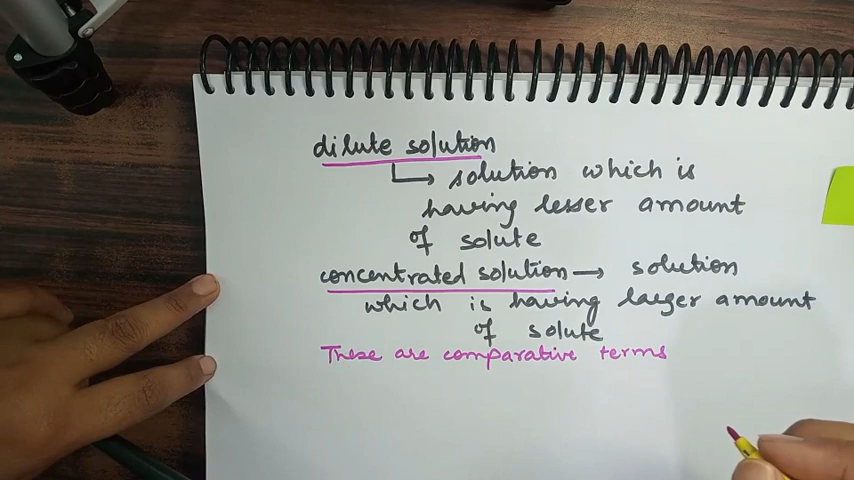 dilute solution
↳ solution which is
having lesser amount
of solute
concentrated solution → solution
which is having larger amount
of solute
These are comparative terms